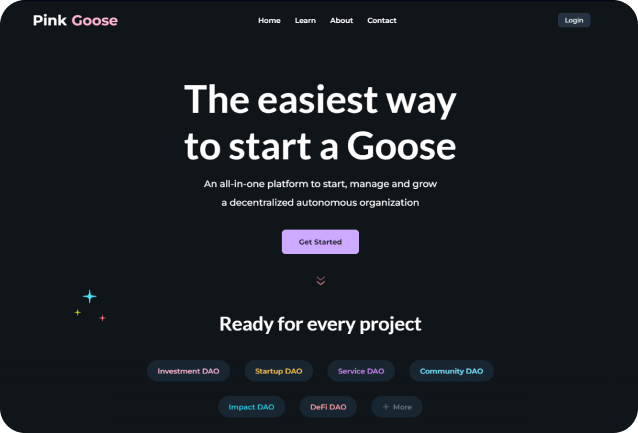 Pink Goose
Home Learn About Contact
Login
The easiest way
to start a Goose
An all-in-one platform to start, manage and grow
a decentralized autonomous organization
Get Started
Ready for every project
Investment DAO
Startup DAO
Service DAO
Community DAO
Impact DAO
DeFi DAO
+ More